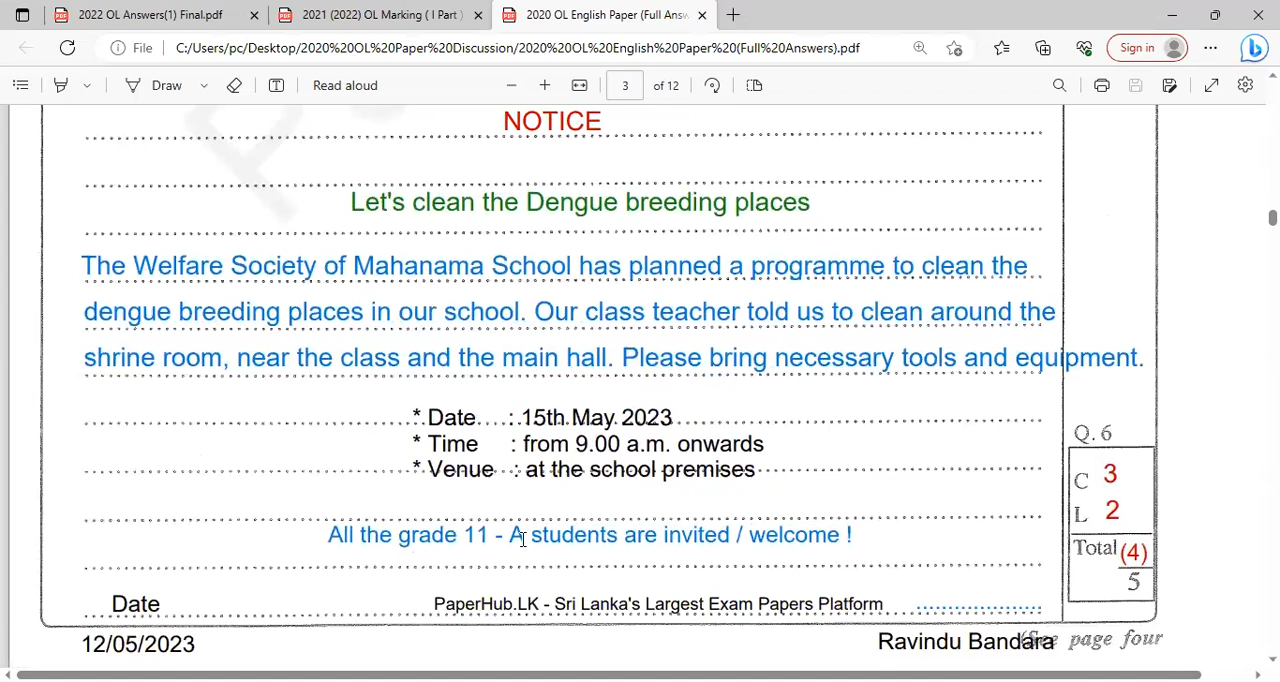 2022 OL Answers(1) Final.pdf
2021 (2022) OL Marking ( I Part )
2020 OL English Paper (Full Ansv
File C:/Users/pc/Desktop/2020%20OL%20Paper%20Discussion/2020%20OL%20English%20Paper%20(Full%20Answers).pdf
Sign in
Draw
Read aloud
3 of 12
NOTICE
Let's clean the Dengue breeding places
The Welfare Society of Mahanama School has planned a programme to clean the
dengue breeding places in our school. Our class teacher told us to clean around the
shrine room, near the class and the main hall. Please bring necessary tools and equipment.
* Date : 15th May 2023
* Time : from 9.00 a.m. onwards
* Venue : at the school premises
Q. 6
C 3
L 2
Total (4)
5
All the grade 11 - A students are invited / welcome !
Date
PaperHub.LK - Sri Lanka's Largest Exam Papers Platform
12/05/2023
Ravindu Bandara
(See page four